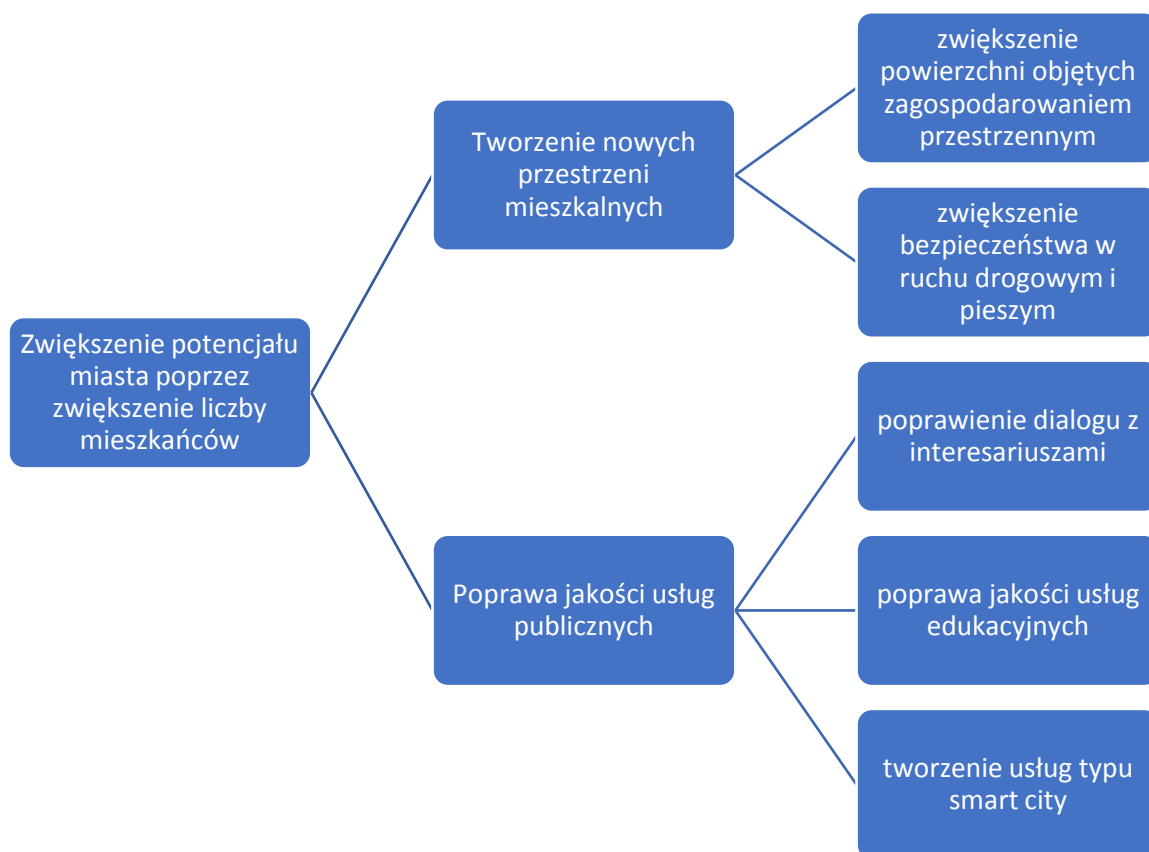 Zwiększenie potencjału
miasta poprzez
zwiększenie liczby
mieszkańców
Tworzenie nowych
przestrzeni
mieszkalnych
zwiększenie
powierzchni objętych
zagospodarowaniem
przestrzennym
zwiększenie
bezpieczeństwa w
ruchu drogowym i
pieszym
Poprawa jakości usług
publicznych
poprawienie dialogu z
interesariuszami
poprawa jakości usług
edukacyjnych
tworzenie usług typu
smart city